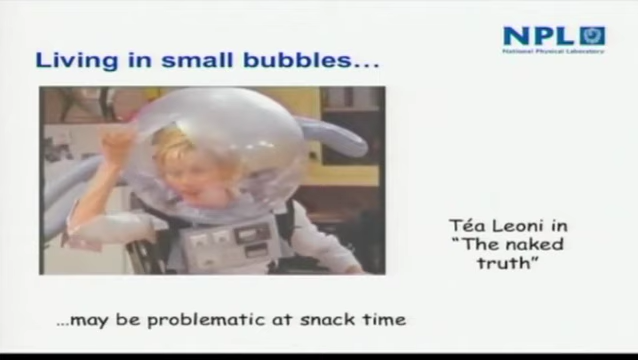 NPL
National Physical Laboratory
Living in small bubbles...
Téa Leoni in
"The naked
truth"
...may be problematic at snack time